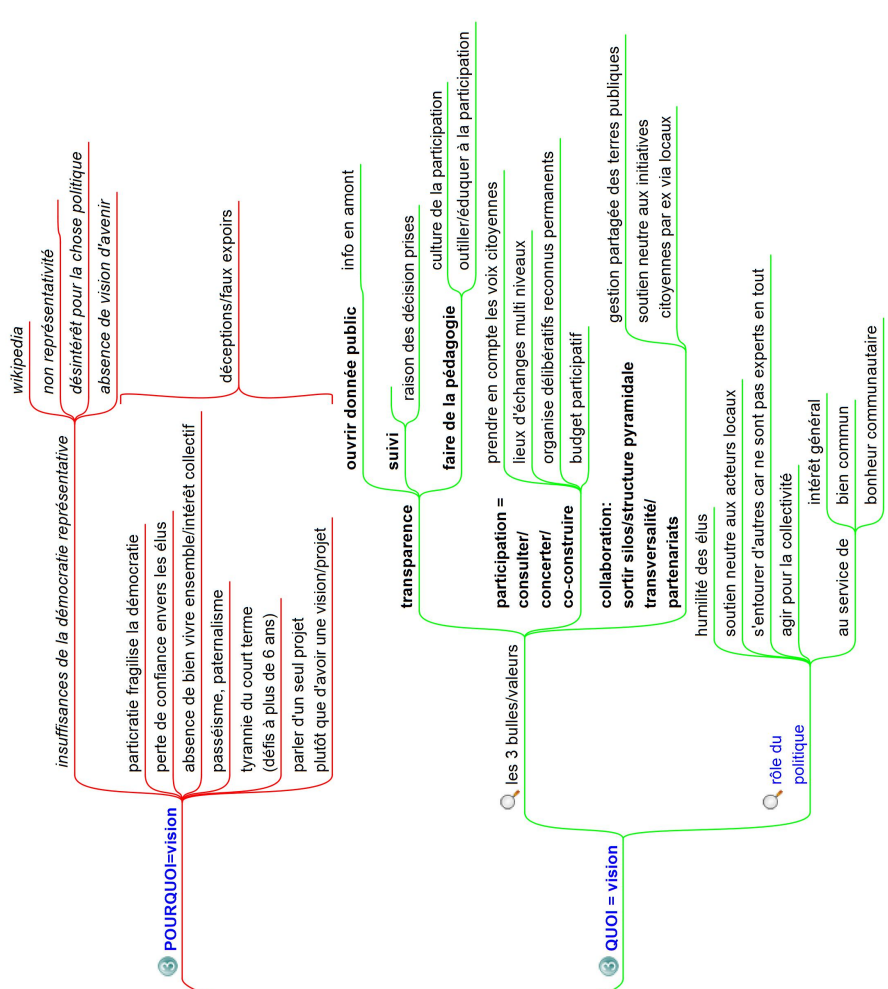 3 POURQUOI=vision
insuffisances de la démocratie représentative
wikipedia
non représentativité
désintérêt pour la chose politique
absence de vision d'avenir
particratie fragilise la démocratie
perte de confiance envers les élus
absence de bien vivre ensemble/intérêt collectif
passéisme, paternalisme
tyrannie du court terme
(défis à plus de 6 ans)
parler d'un seul projet
plutôt que d'avoir une vision/projet
déceptions/faux expoirs
3 QUOI = vision
les 3 bulles/valeurs
transparence
ouvrir donnée public
info en amont
suivi
raison des décision prises
faire de la pédagogie
culture de la participation
outiller/éduquer à la participation
participation =
consulter/
concerter/
co-construire
prendre en compte les voix citoyennes
lieux d'échanges multi niveaux
organise délibératifs reconnus permanents
budget participatif
collaboration:
sortir silos/structure pyramidale
transversalité/
partenariats
gestion partagée des terres publiques
soutien neutre aux initiatives
citoyennes par ex via locaux
rôle du
politique
humilité des élus
soutien neutre aux acteurs locaux
s'entourer d'autres car ne sont pas experts en tout
agir pour la collectivité
au service de
intérêt général
bien commun
bonheur communautaire